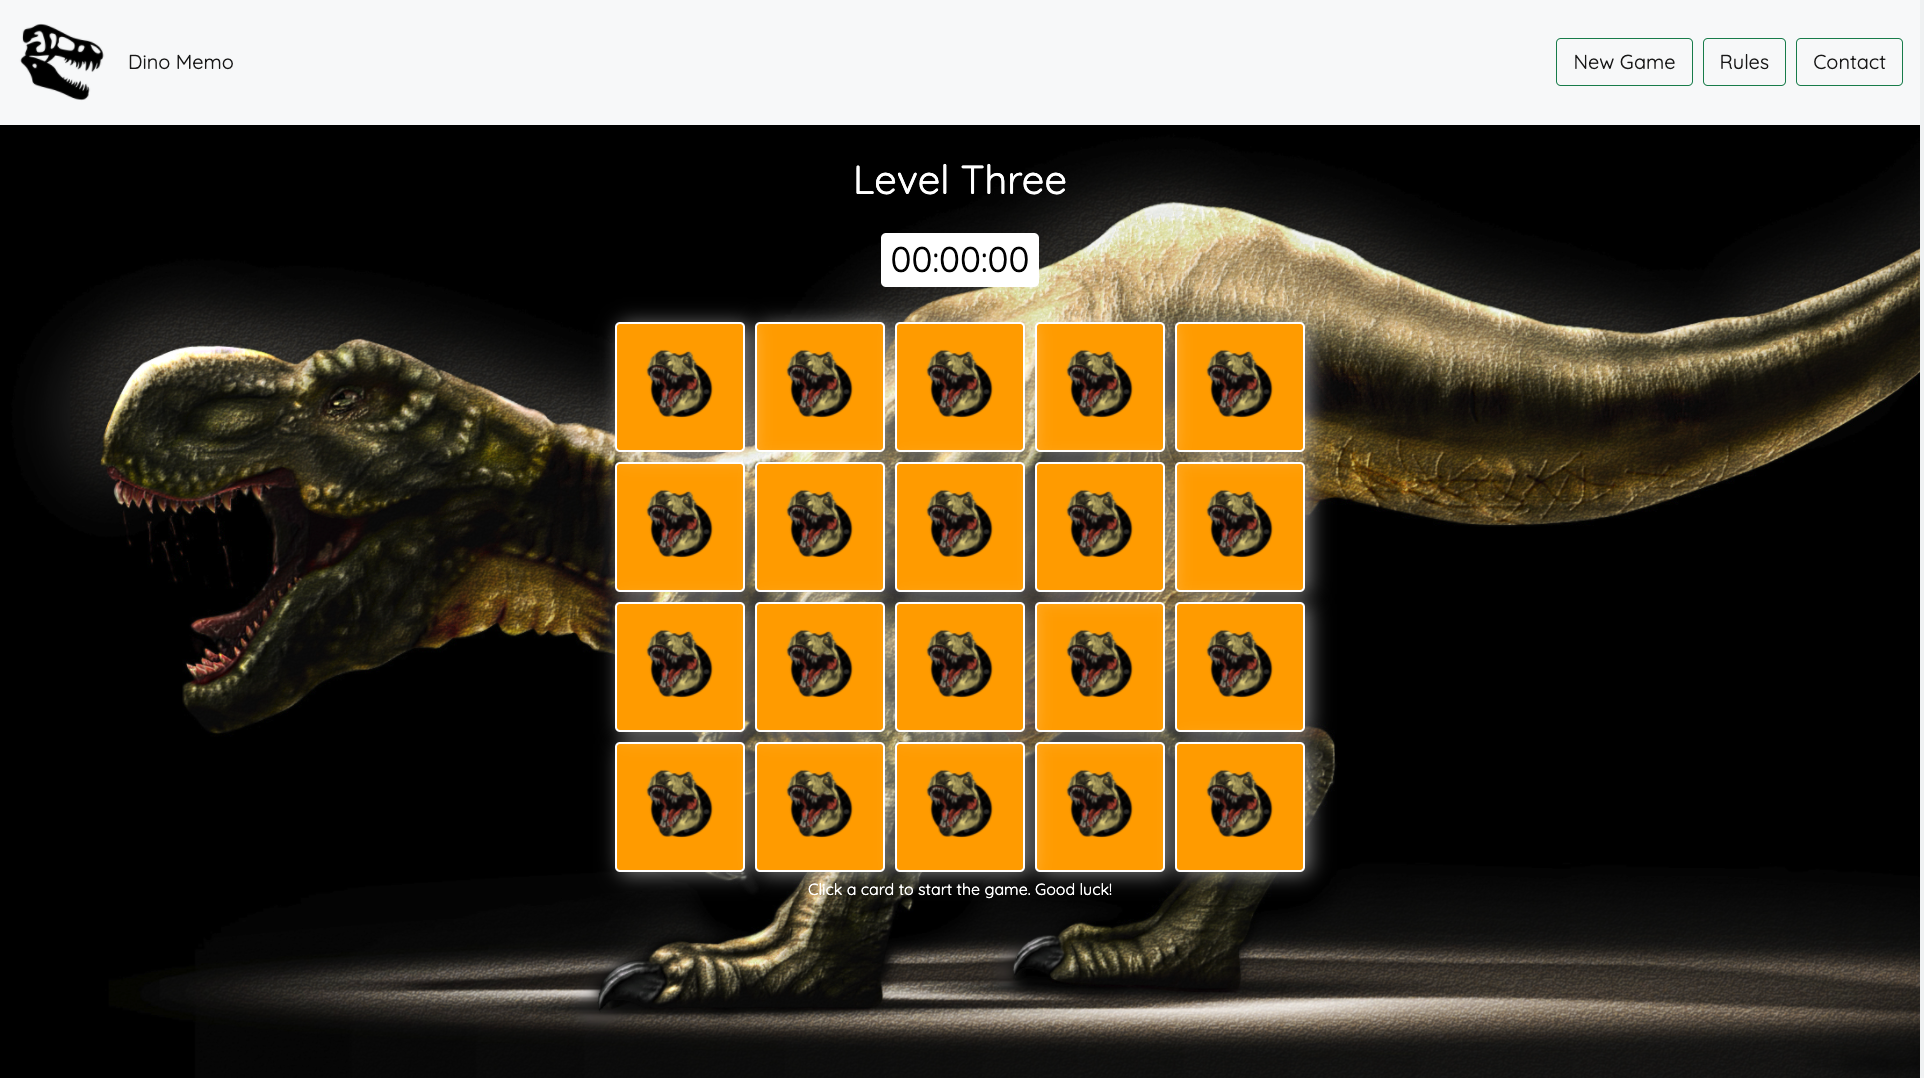 Dino Memo
New Game
Rules
Contact
Level Three
00:00:00
Click a card to start the game. Good luck!